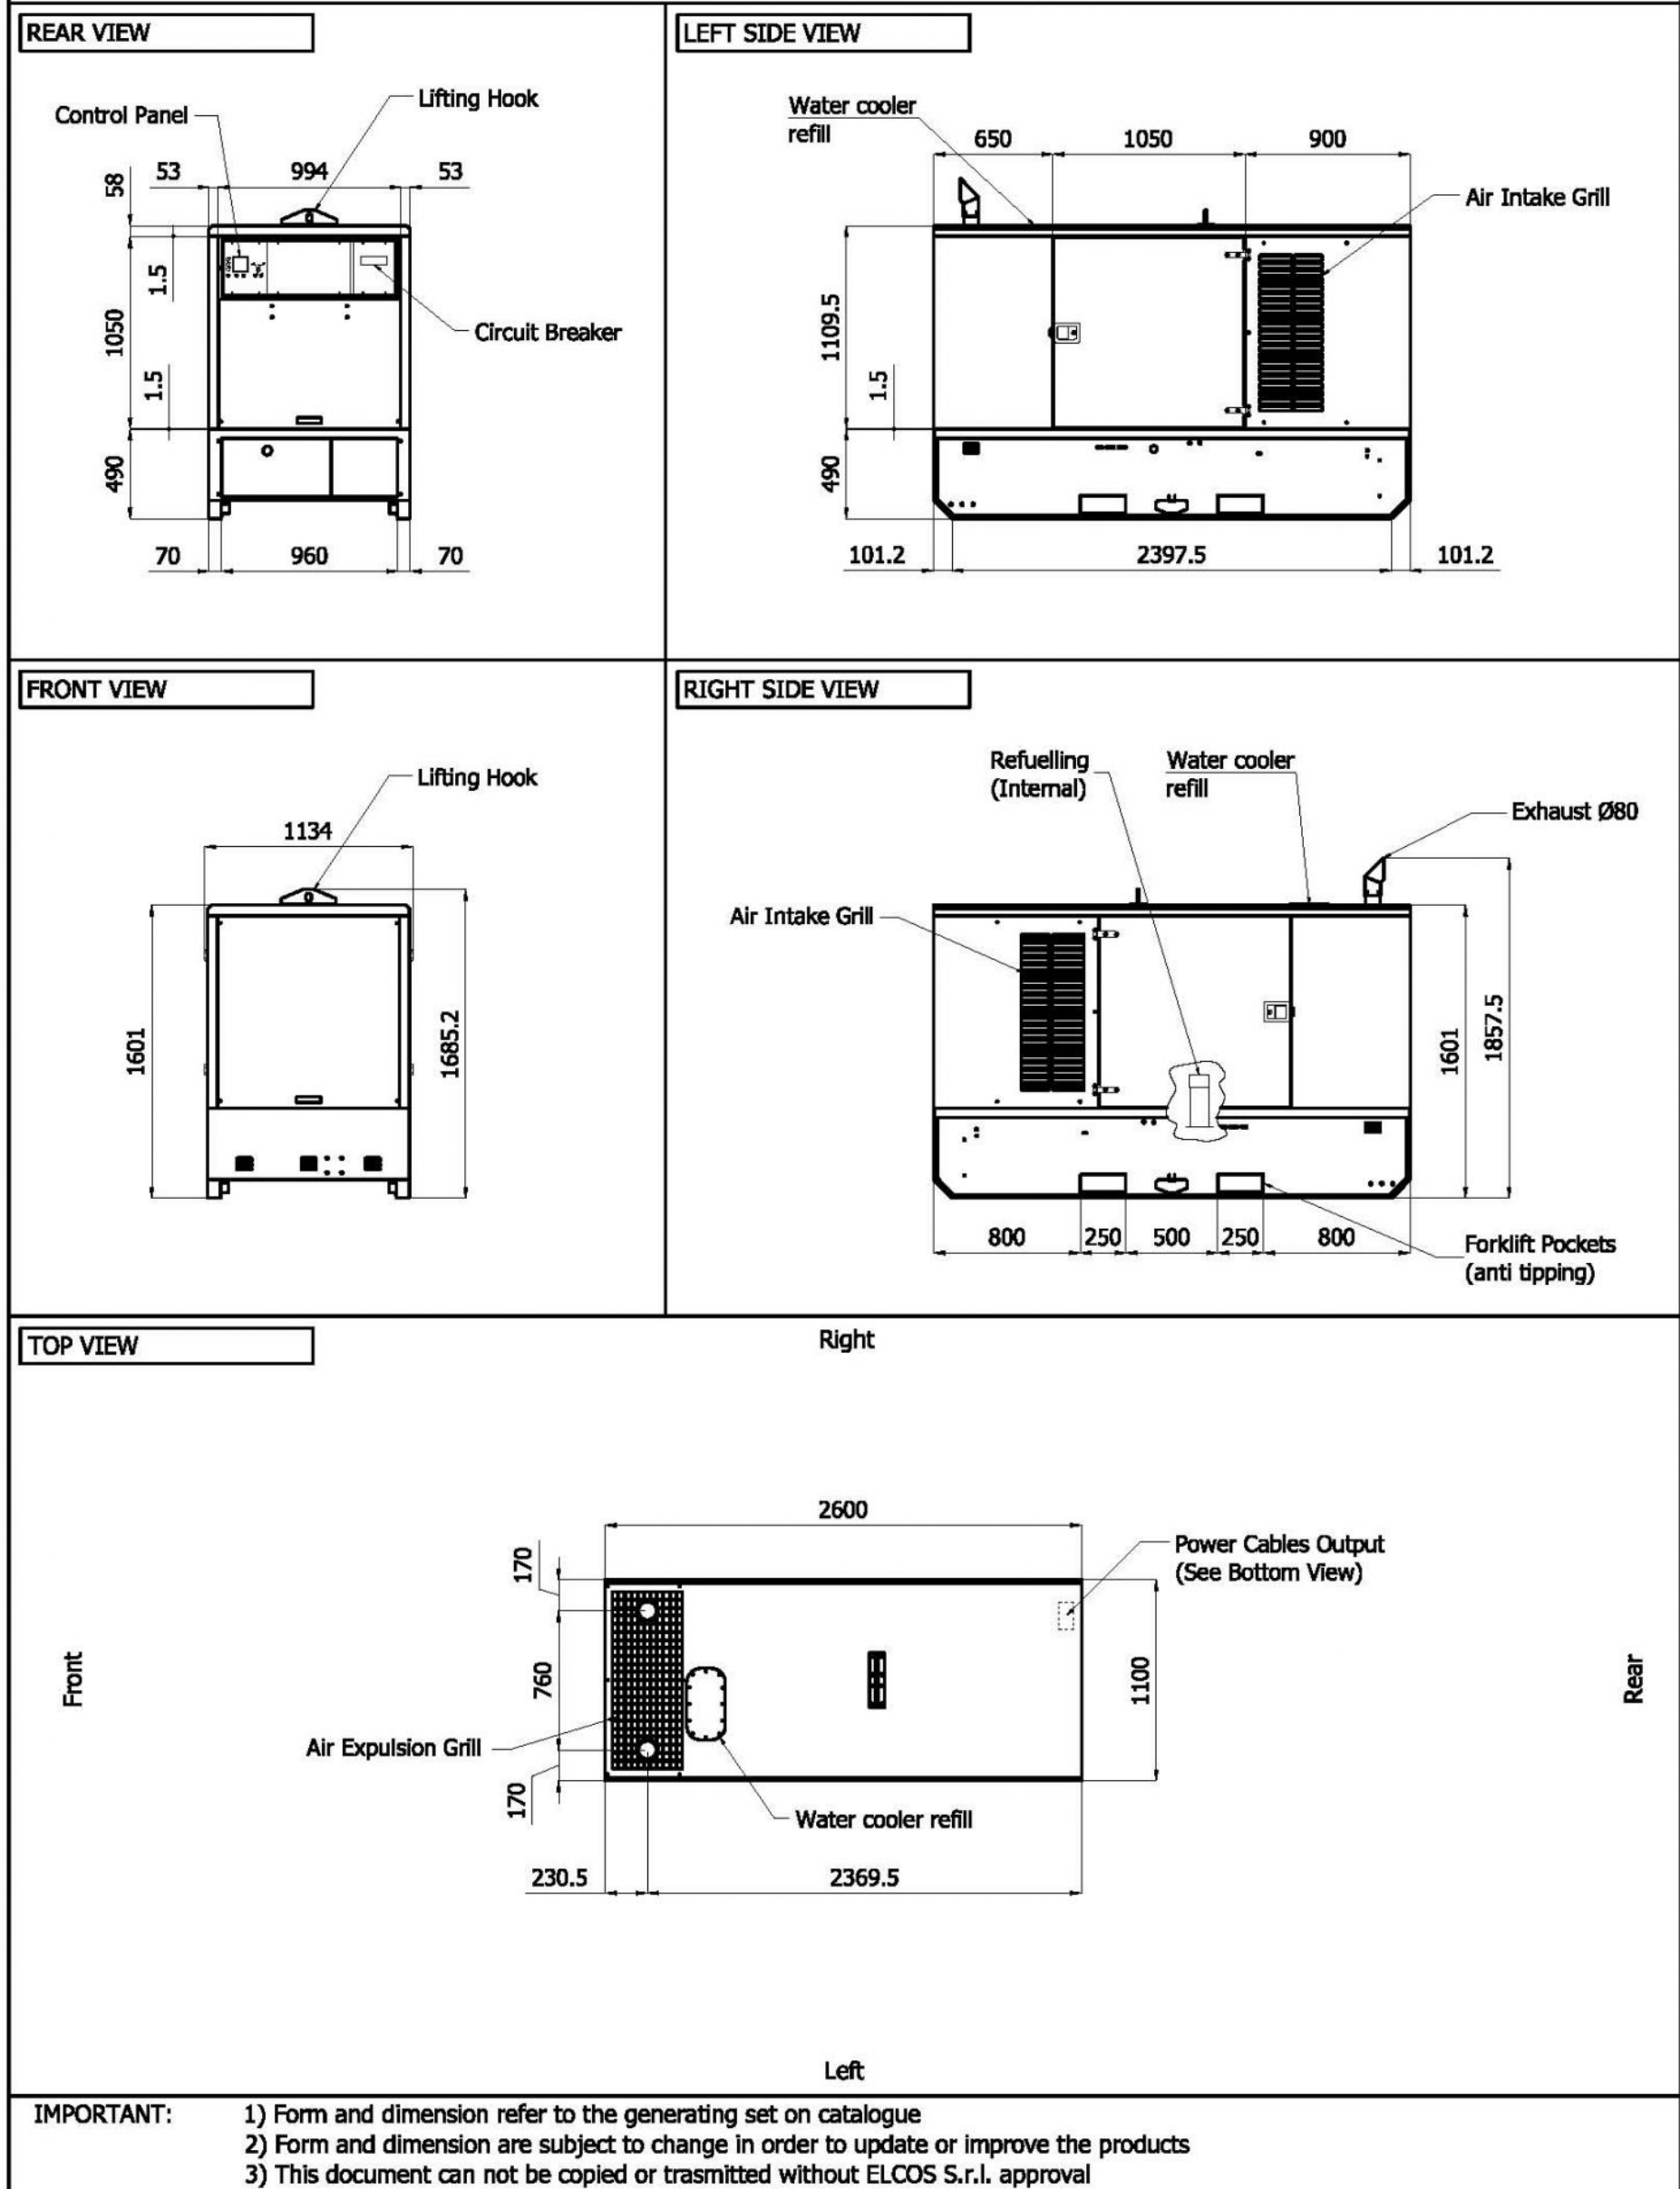 REAR VIEW
Control Panel
Lifting Hook
53
994
53
58
1.5
1050
1.5
490
Circuit Breaker
70
960
70
LEFT SIDE VIEW
Water cooler
refill
650
1050
900
Air Intake Grill
1109.5
1.5
490
101.2
2397.5
101.2
FRONT VIEW
Lifting Hook
1134
1601
1685.2
RIGHT SIDE VIEW
Refuelling
(Internal)
Water cooler
refill
Exhaust Ø80
Air Intake Grill
1601
1857.5
800
250
500
250
800
Forklift Pockets
(anti tipping)
TOP VIEW
Right
2600
170
Power Cables Output
(See Bottom View)
Front
760
1100
Rear
Air Expulsion Grill
170
Water cooler refill
230.5
2369.5
Left
IMPORTANT: 1) Form and dimension refer to the generating set on catalogue
2) Form and dimension are subject to change in order to update or improve the products
3) This document can not be copied or trasmitted without ELCOS S.r.l. approval